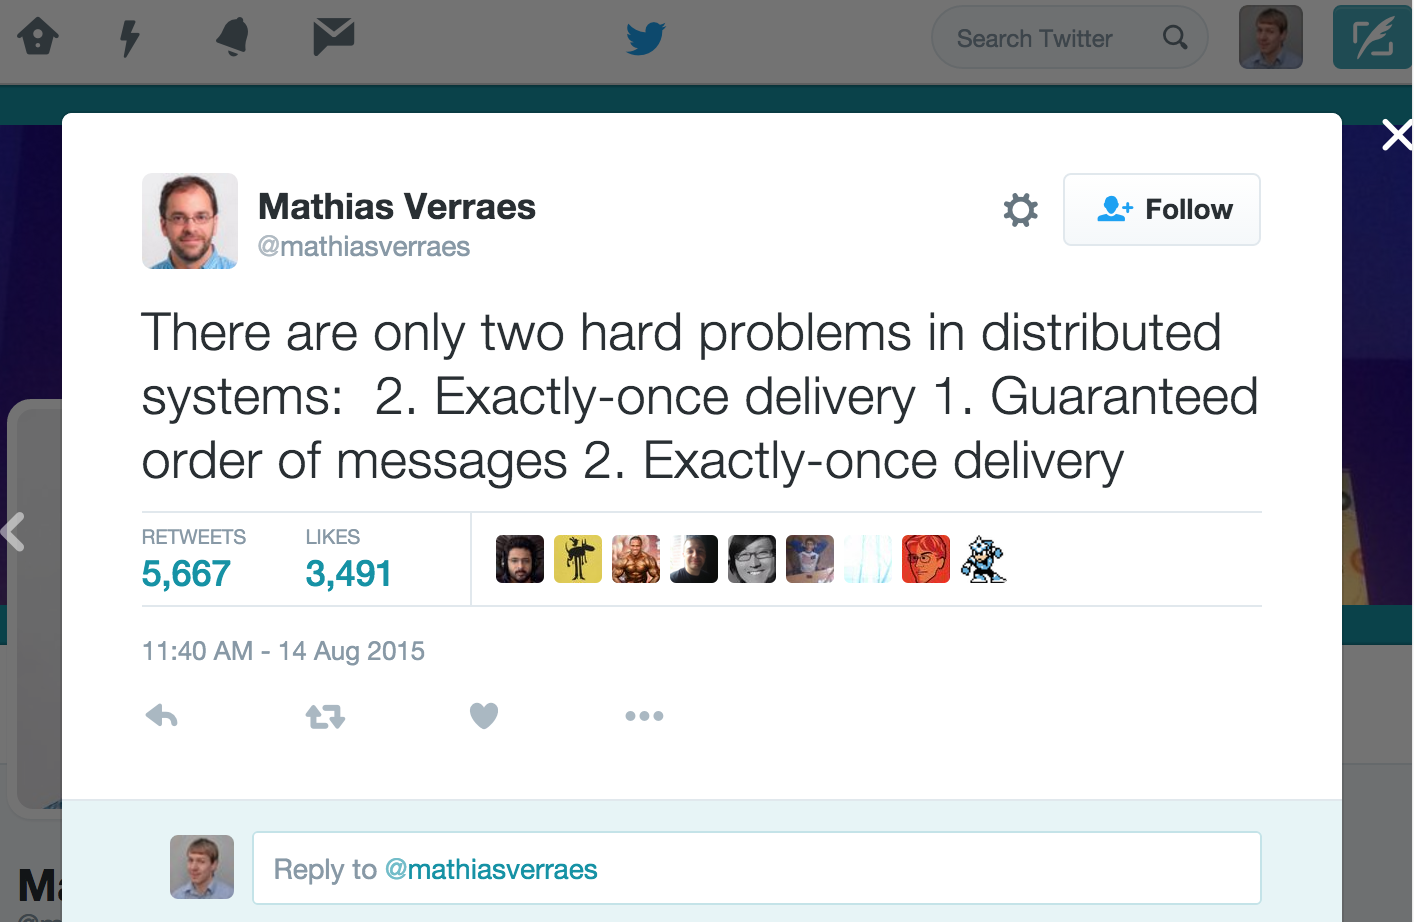 Search Twitter
Mathias Verraes
@mathiasverraes
Follow
There are only two hard problems in distributed
systems:  2. Exactly-once delivery 1. Guaranteed
order of messages 2. Exactly-once delivery
RETWEETS
LIKES
5,667
3,491
11:40 AM - 14 Aug 2015
Reply to @mathiasverraes